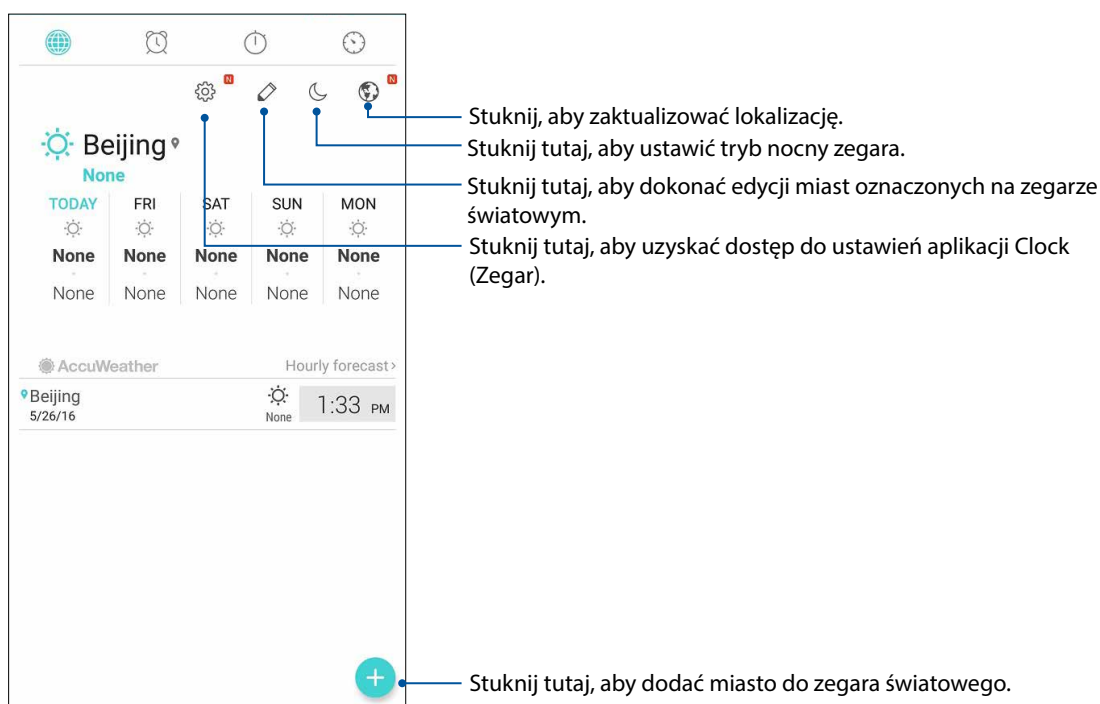 N
N
Stuknij, aby zaktualizować lokalizację.
Stuknij tutaj, aby ustawić tryb nocny zegara.
Stuknij tutaj, aby dokonać edycji miast oznaczonych na zegarze
światowym.
Stuknij tutaj, aby uzyskać dostęp do ustawień aplikacji Clock
(Zegar).
Beijing
None
TODAY FRI SAT SUN MON
None None None None None
None None None None None
AccuWeather Hourly forecast>
Beijing
5/26/16
None
1:33 PM
Stuknij tutaj, aby dodać miasto do zegara światowego.